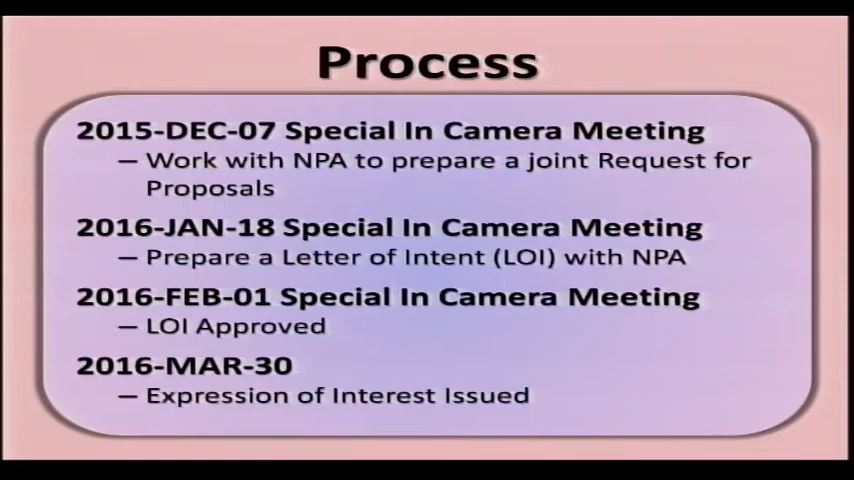 Process
2015-DEC-07 Special In Camera Meeting
– Work with NPA to prepare a joint Request for
Proposals
2016-JAN-18 Special In Camera Meeting
– Prepare a Letter of Intent (LOI) with NPA
2016-FEB-01 Special In Camera Meeting
– LOI Approved
2016-MAR-30
– Expression of Interest Issued